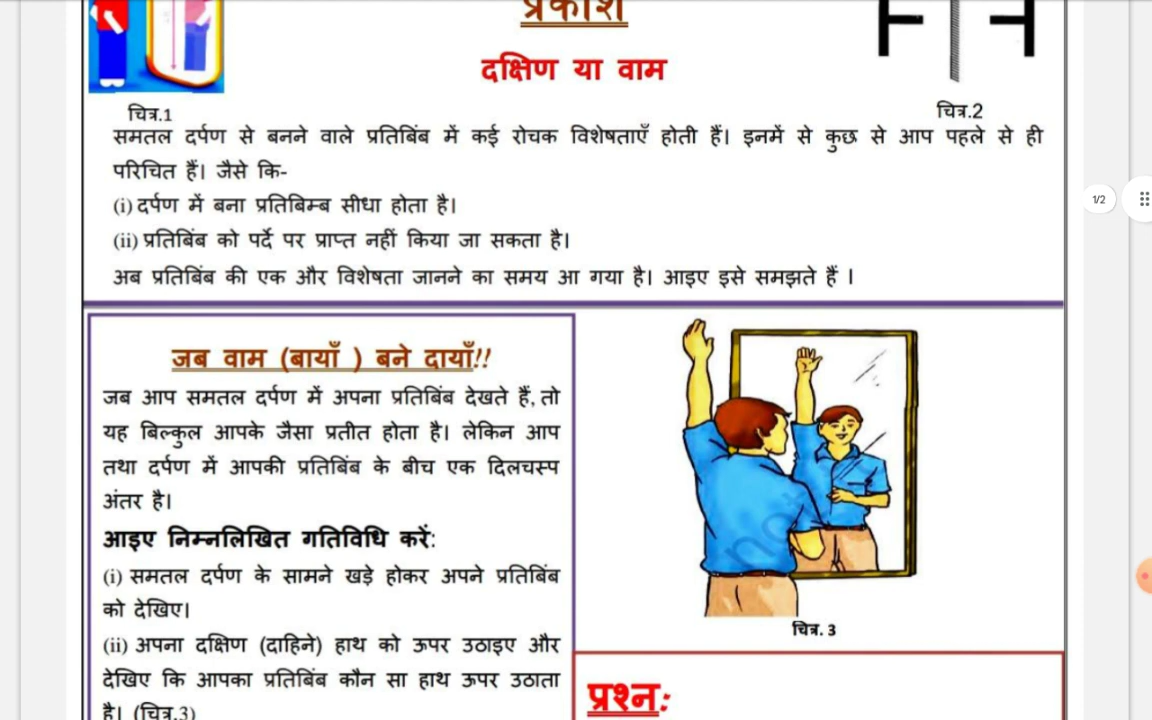 प्रकाश
दक्षिण या वाम
चित्र.1
चित्र.2
समतल दर्पण से बनने वाले प्रतिबिंब में कई रोचक विशेषताएँ होती हैं। इनमें से कुछ से आप पहले से ही
परिचित हैं। जैसे कि-
(i) दर्पण में बना प्रतिबिम्ब सीधा होता है।
(ii) प्रतिबिंब को पर्दे पर प्राप्त नहीं किया जा सकता है।
अब प्रतिबिंब की एक और विशेषता जानने का समय आ गया है। आइए इसे समझते हैं ।
1/2
जब वाम (बायाँ ) बने दायाँ!!
जब आप समतल दर्पण में अपना प्रतिबिंब देखते हैं, तो
यह बिल्कुल आपके जैसा प्रतीत होता है। लेकिन आप
तथा दर्पण में आपकी प्रतिबिंब के बीच एक दिलचस्प
अंतर है।
आइए निम्नलिखित गतिविधि करें:
(i) समतल दर्पण के सामने खड़े होकर अपने प्रतिबिंब
को देखिए।
(ii) अपना दक्षिण (दाहिने) हाथ को ऊपर उठाइए और
देखिए कि आपका प्रतिबिंब कौन सा हाथ ऊपर उठाता
है। (चित्र.3)
not
चित्र. 3
प्रश्न: